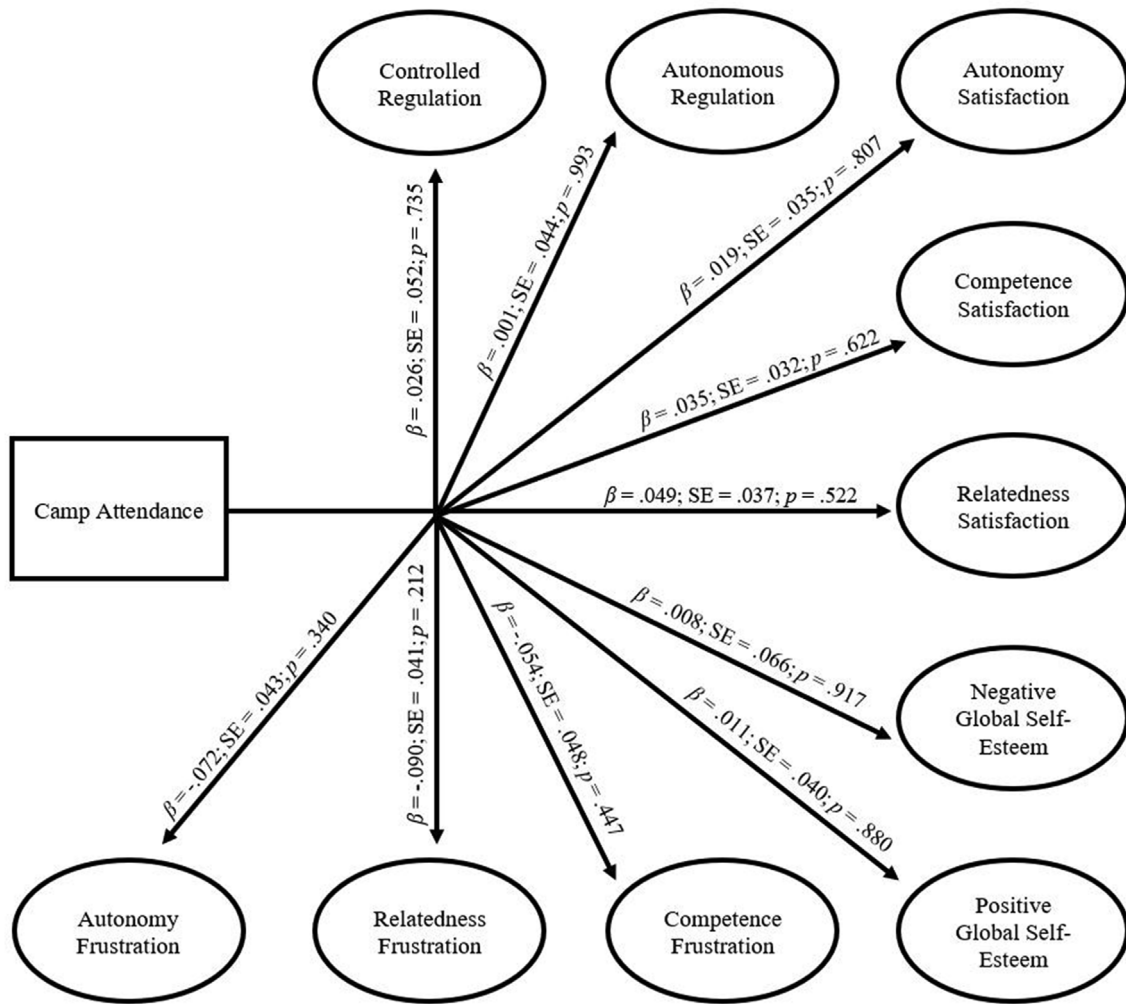 Controlled
Regulation
Autonomous
Regulation
Autonomy
Satisfaction
β = .026; SE = .052; p = .735
β = .001; SE = .044; p = .993
β = .019; SE = .035; p = .807
Competence
Satisfaction
β = .035; SE = .032; p = .622
Camp Attendance
β = .049; SE = .037; p = .522
Relatedness
Satisfaction
β = -.072; SE = .043; p = .340
β = -.090; SE = .041; p = .212
β = -.054; SE = .048; p = .447
β = .008; SE = .066; p = .917
β = .011; SE = .040; p = .880
Negative
Global Self-
Esteem
Autonomy
Frustration
Relatedness
Frustration
Competence
Frustration
Positive
Global Self-
Esteem